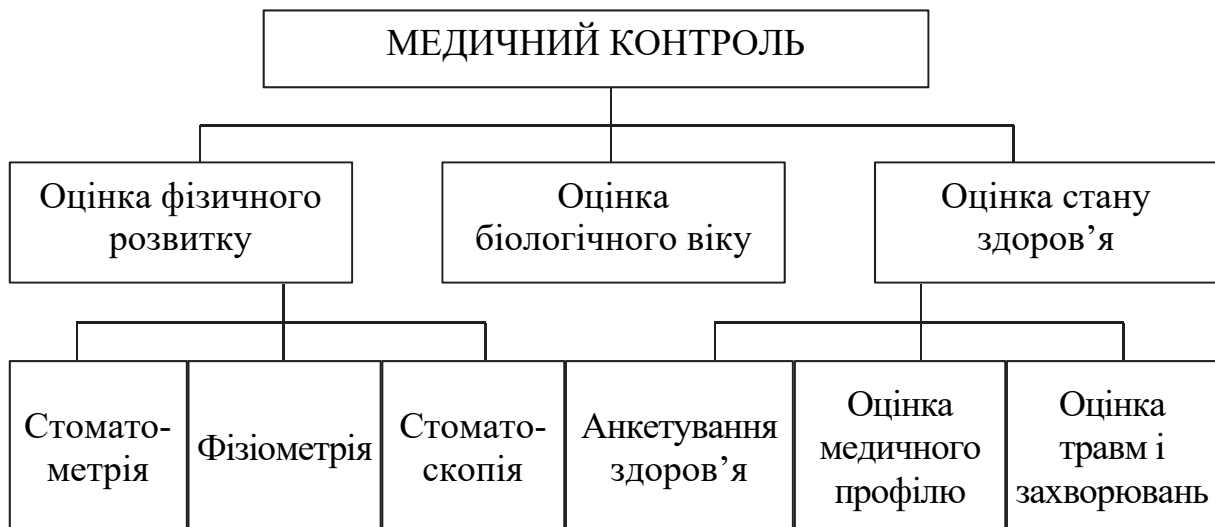 МЕДИЧНИЙ КОНТРОЛЬ
Оцінка фізичного
розвитку
Оцінка
біологічного віку
Оцінка стану
здоров’я
Стомато-
метрія
Фізіометрія
Стомато-
скопія
Анкетування
здоров’я
Оцінка
медичного
профілю
Оцінка
травм і
захворювань